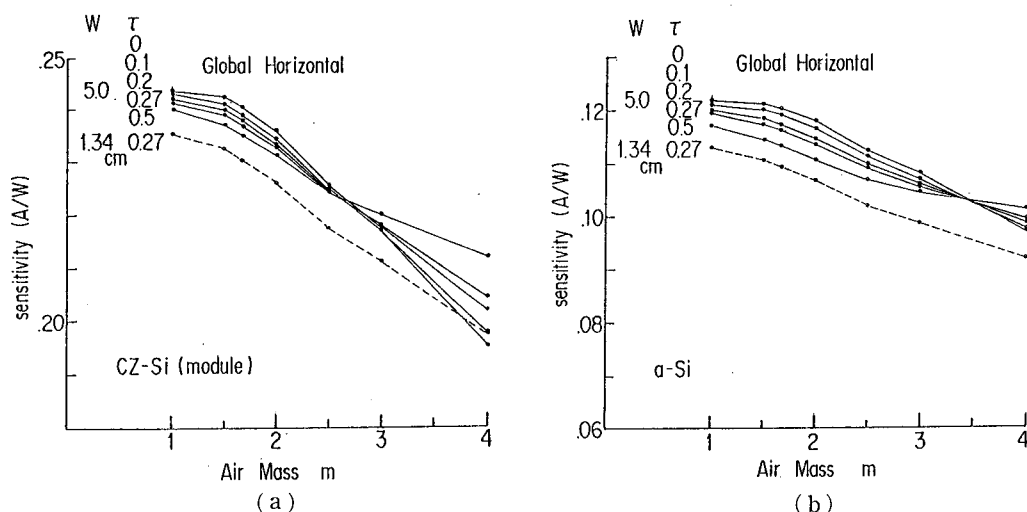 W τ
0
0.1
0.2
5.0 0.27
0.5
1.34 0.27
cm
Global Horizontal
.25
.20
sensitivity (A/W)
CZ-Si (module)
1 2 3 4
Air Mass m
(a)
W τ
0
0.1
0.2
5.0 0.27
0.5
1.34 0.27
cm
Global Horizontal
0.12
0.10
.08
.06
sensitivity (A/W)
a-Si
1 2 3 4
Air Mass m
(b)